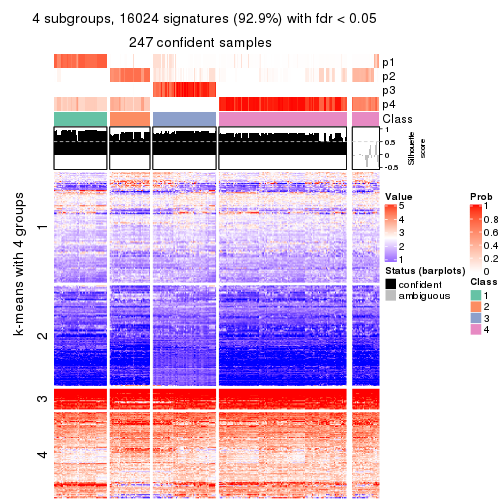 4 subgroups, 16024 signatures (92.9%) with fdr < 0.05
247 confident samples
p1
p2
p3
p4
Class
1
0.5
0
-0.5
Silhouette
score
k-means with 4 groups
1
2
3
4
Value
5
4
3
2
1
Status (barplots)
confident
ambiguous
Prob
1
0.8
0.6
0.4
0.2
0
Class
1
2
3
4